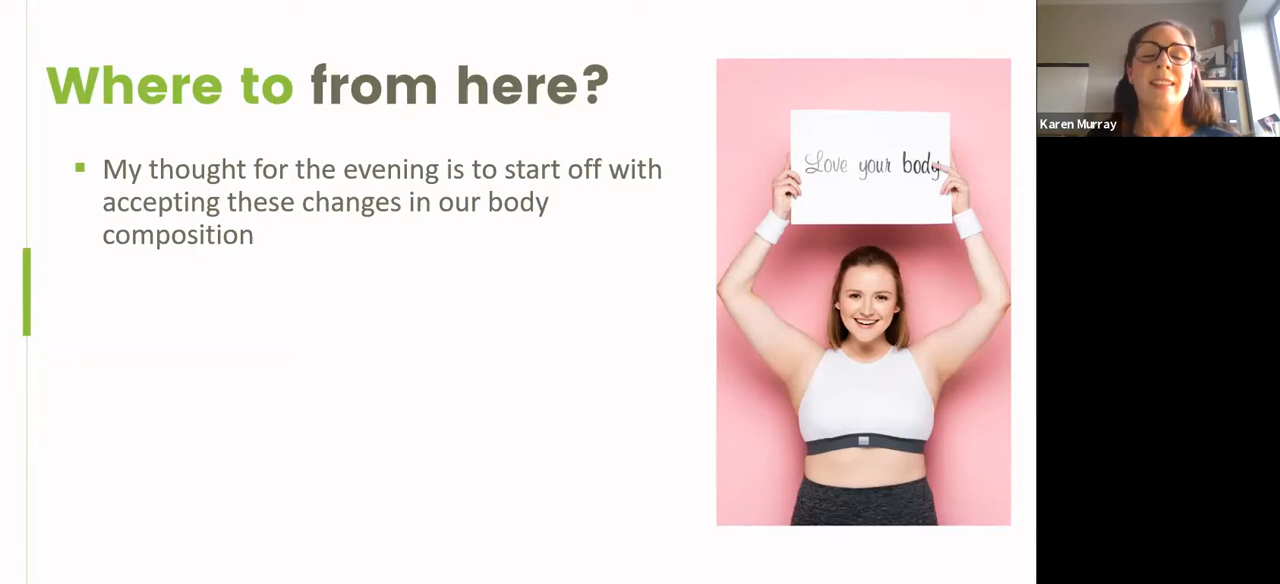 Where to from here?
My thought for the evening is to start off with
accepting these changes in our body
composition
Love your body
Karen Murray